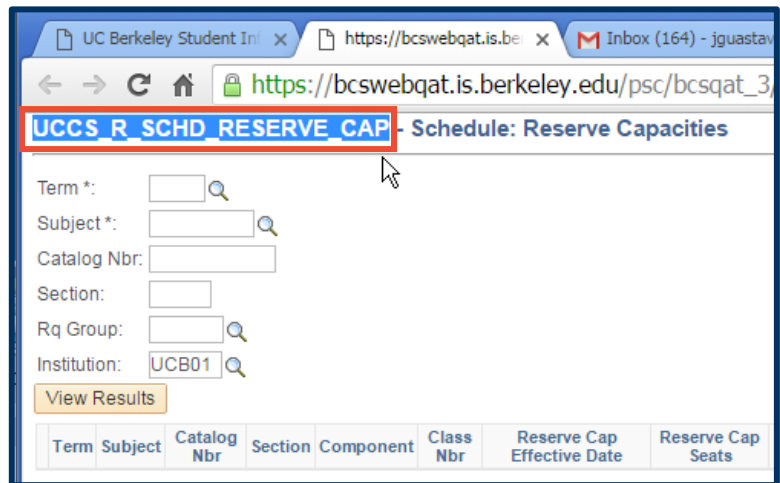 UC Berkeley Student Inf
https://bcswebqat.is.be
Inbox (164) - jguastav
https://bcswebqat.is.berkeley.edu/psc/bcsqat_3/
UCCS_R_SCHD_RESERVE_CAP - Schedule: Reserve Capacities
Term *:
Subject *:
Catalog Nbr:
Section:
Rq Group:
Institution: UCB01
View Results
Term Subject Catalog Nbr Section Component Class Nbr Reserve Cap Effective Date Reserve Cap Seats